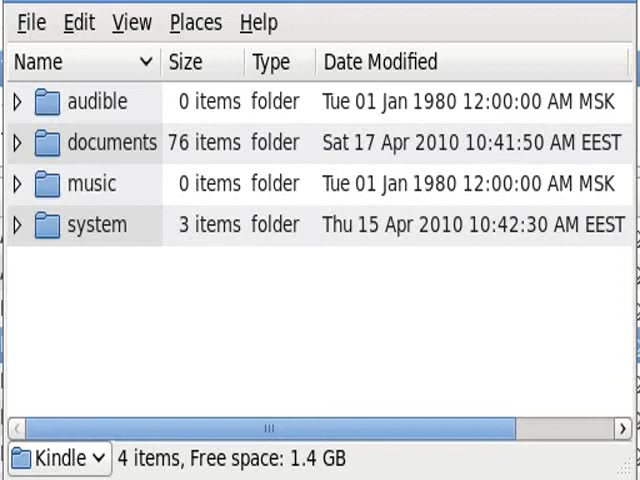 File Edit View Places Help
Name Size Type Date Modified
audible 0 items folder Tue 01 Jan 1980 12:00:00 AM MSK
documents 76 items folder Sat 17 Apr 2010 10:41:50 AM EEST
music 0 items folder Tue 01 Jan 1980 12:00:00 AM MSK
system 3 items folder Thu 15 Apr 2010 10:42:30 AM EEST
Kindle 4 items, Free space: 1.4 GB